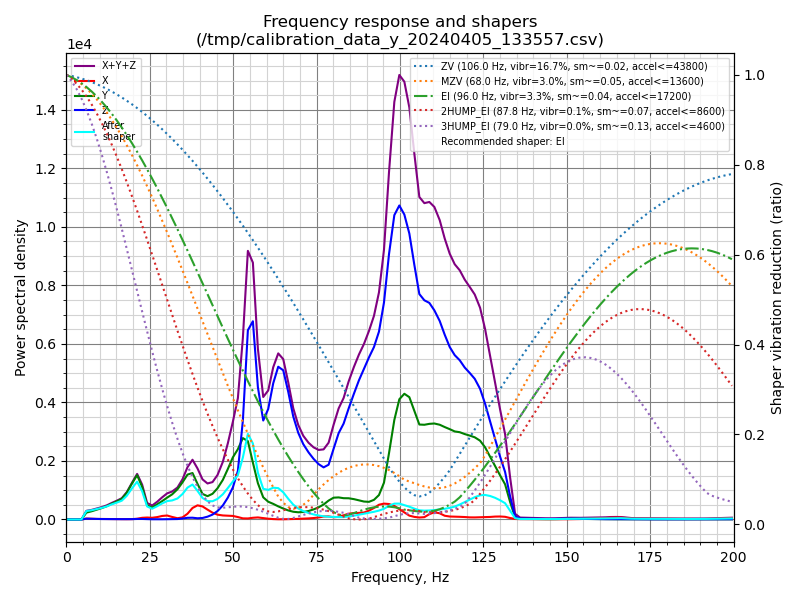 Frequency response and shapers
(/tmp/calibration_data_y_20240405_133557.csv)
1e4
X+Y+Z
X
Y
Z
After
shaper
ZV (106.0 Hz, vibr=16.7%, sm~=0.02, accel<=43800)
MZV (68.0 Hz, vibr=3.0%, sm~=0.05, accel<=13600)
EI (96.0 Hz, vibr=3.3%, sm~=0.04, accel<=17200)
2HUMP_EI (87.8 Hz, vibr=0.1%, sm~=0.07, accel<=8600)
3HUMP_EI (79.0 Hz, vibr=0.0%, sm~=0.13, accel<=4600)
Recommended shaper: EI
1.4
1.2
1.0
0.8
0.6
0.4
0.2
0.0
Power spectral density
1.0
0.8
0.6
0.4
0.2
0.0
Shaper vibration reduction (ratio)
0 25 50 75 100 125 150 175 200
Frequency, Hz